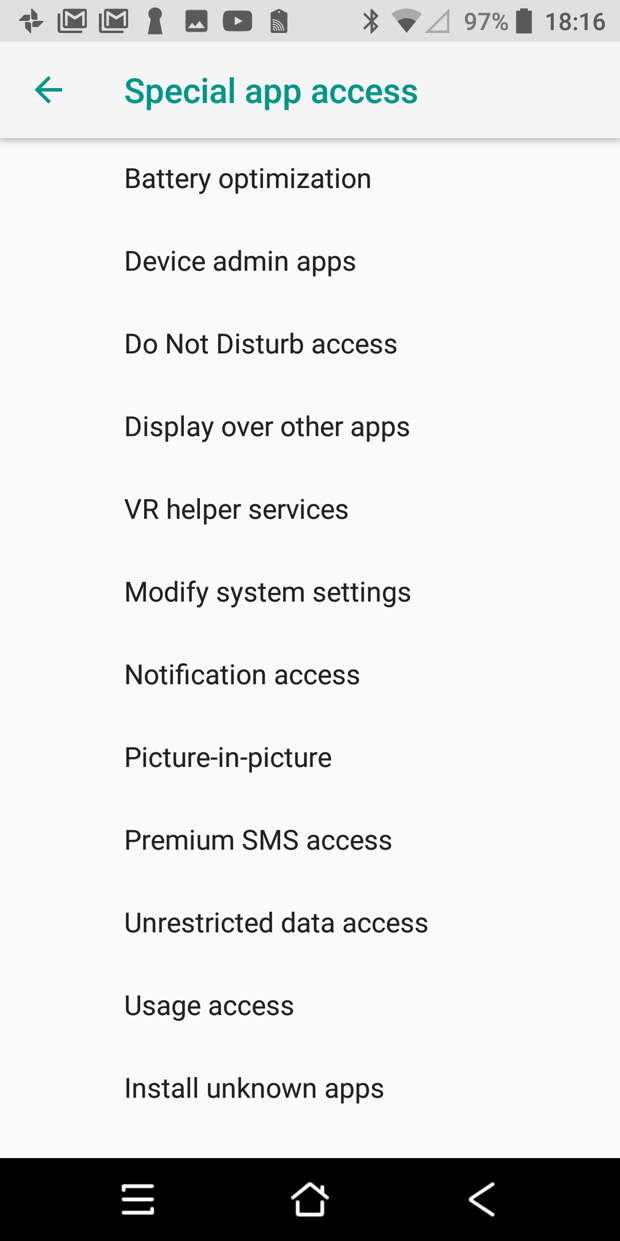 97% 18:16
Special app access
Battery optimization
Device admin apps
Do Not Disturb access
Display over other apps
VR helper services
Modify system settings
Notification access
Picture-in-picture
Premium SMS access
Unrestricted data access
Usage access
Install unknown apps